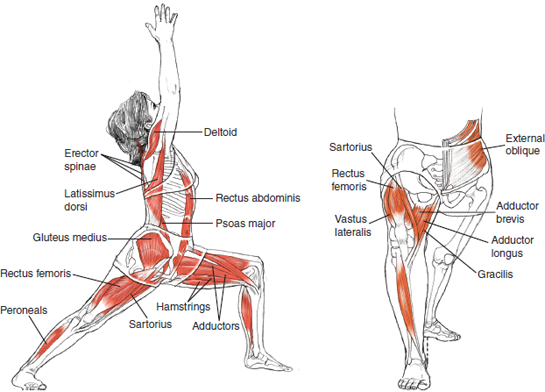 Deltoid
Erector
spinae
Latissimus
dorsi
Rectus abdominis
Psoas major
Gluteus medius
Rectus femoris
Peroneals
Hamstrings
Sartorius
Adductors
Sartorius
Rectus
femoris
Vastus
lateralis
External
oblique
Adductor
brevis
Adductor
longus
Gracilis